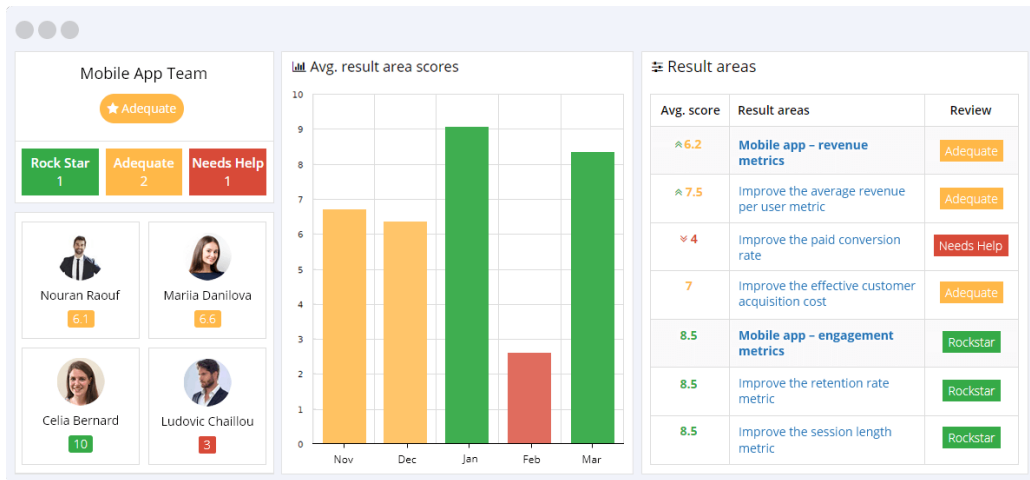 Mobile App Team
Adequate
Rock Star
1
Adequate
2
Needs Help
1
Nouran Raouf
6.1
Mariia Danilova
6.6
Celia Bernard
10
Ludovic Chaillou
3
Avg. result area scores
10
9
8
7
6
5
4
3
2
1
0
Nov Dec Jan Feb Mar
Result areas
Avg. score Result areas Review
6.2 Mobile app – revenue
metrics
Adequate
7.5 Improve the average revenue
per user metric
Adequate
4 Improve the paid conversion
rate
Needs Help
7 Improve the effective customer
acquisition cost
Adequate
8.5 Mobile app – engagement
metrics
Rockstar
8.5 Improve the retention rate
metric
Rockstar
8.5 Improve the session length
metric
Rockstar